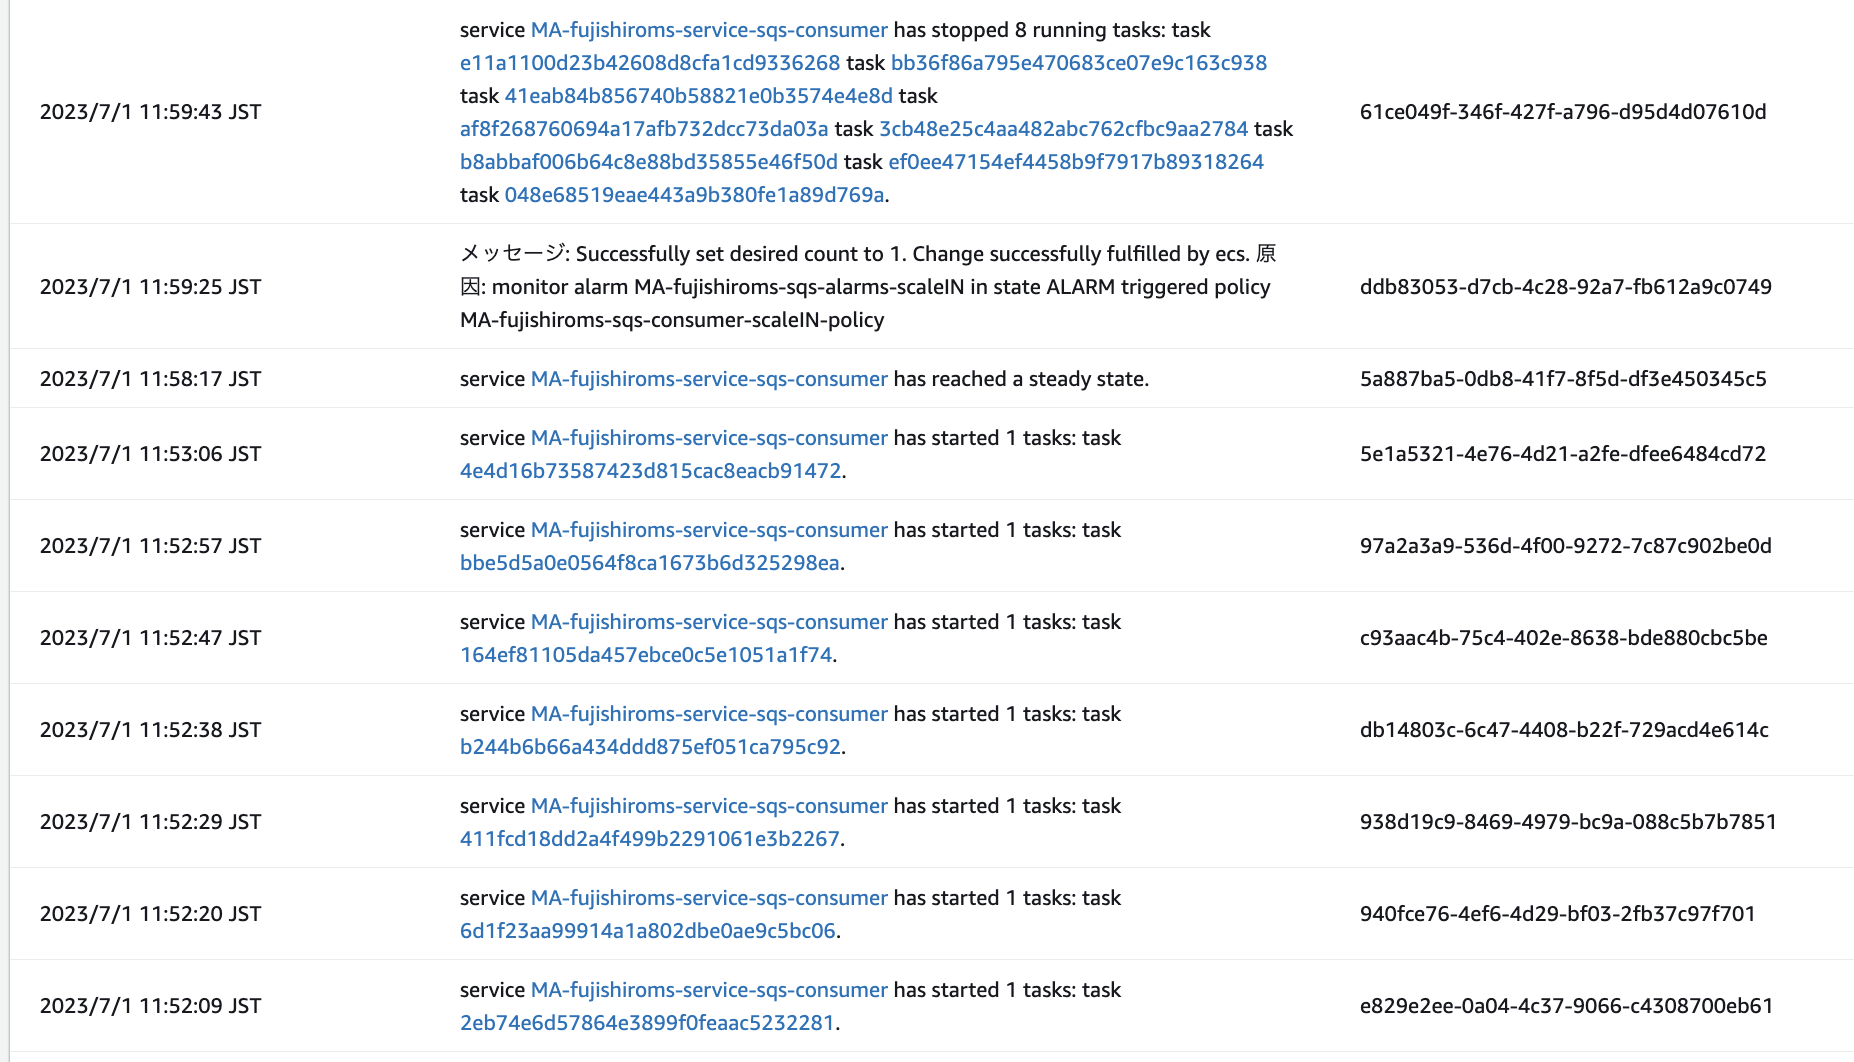 service MA-fujishiroms-service-sqs-consumer has stopped 8 running tasks: task
e11a1100d23b42608d8cfa1cd9336268 task bb36f86a795e470683ce07e9c163c938
task 41eab84b856740b58821e0b3574e4e8d task
2023/7/1 11:59:43 JST
61ce049f-346f-427f-a796-d95d4d07610d
af8f268760694a17afb732dcc73da03a task 3cb48e25c4aa482abc762cfbc9aa2784 task
b8abbaf006b64c8e88bd35855e46f50d task ef0ee47154ef4458b9f7917b89318264
task 048e68519eae443a9b380fe1a89d769a.
メッセージ: Successfully set desired count to 1. Change successfully fulfilled by ecs. 原
2023/7/1 11:59:25 JST
因: monitor alarm MA-fujishiroms-sqs-alarms-scaleIN in state ALARM triggered policy
ddb83053-d7cb-4c28-92a7-fb612a9c0749
MA-fujishiroms-sqs-consumer-scaleIN-policy
2023/7/1 11:58:17 JST
service MA-fujishiroms-service-sqs-consumer has reached a steady state.
5a887ba5-0db8-41f7-8f5d-df3e450345c5
2023/7/1 11:53:06 JST
service MA-fujishiroms-service-sqs-consumer has started 1 tasks: task
4e4d16b73587423d815cac8eacb91472.
5e1a5321-4e76-4d21-a2fe-dfee6484cd72
2023/7/1 11:52:57 JST
service MA-fujishiroms-service-sqs-consumer has started 1 tasks: task
bbe5d5a0e0564f8ca1673b6d325298ea.
97a2a3a9-536d-4f00-9272-7c87c902be0d
2023/7/1 11:52:47 JST
service MA-fujishiroms-service-sqs-consumer has started 1 tasks: task
164ef81105da457ebce0c5e1051a1f74.
c93aac4b-75c4-402e-8638-bde880cbc5be
2023/7/1 11:52:38 JST
service MA-fujishiroms-service-sqs-consumer has started 1 tasks: task
b244b6b66a434ddd875ef051ca795c92.
db14803c-6c47-4408-b22f-729acd4e614c
2023/7/1 11:52:29 JST
service MA-fujishiroms-service-sqs-consumer has started 1 tasks: task
411fcd18dd2a4f499b2291061e3b2267.
938d19c9-8469-4979-bc9a-088c5b7b7851
2023/7/1 11:52:20 JST
service MA-fujishiroms-service-sqs-consumer has started 1 tasks: task
6d1f23aa99914a1a802dbe0ae9c5bc06.
940fce76-4ef6-4d29-bf03-2fb37c97f701
2023/7/1 11:52:09 JST
service MA-fujishiroms-service-sqs-consumer has started 1 tasks: task
2eb74e6d57864e3899f0feaac5232281.
e829e2ee-0a04-4c37-9066-c4308700eb61